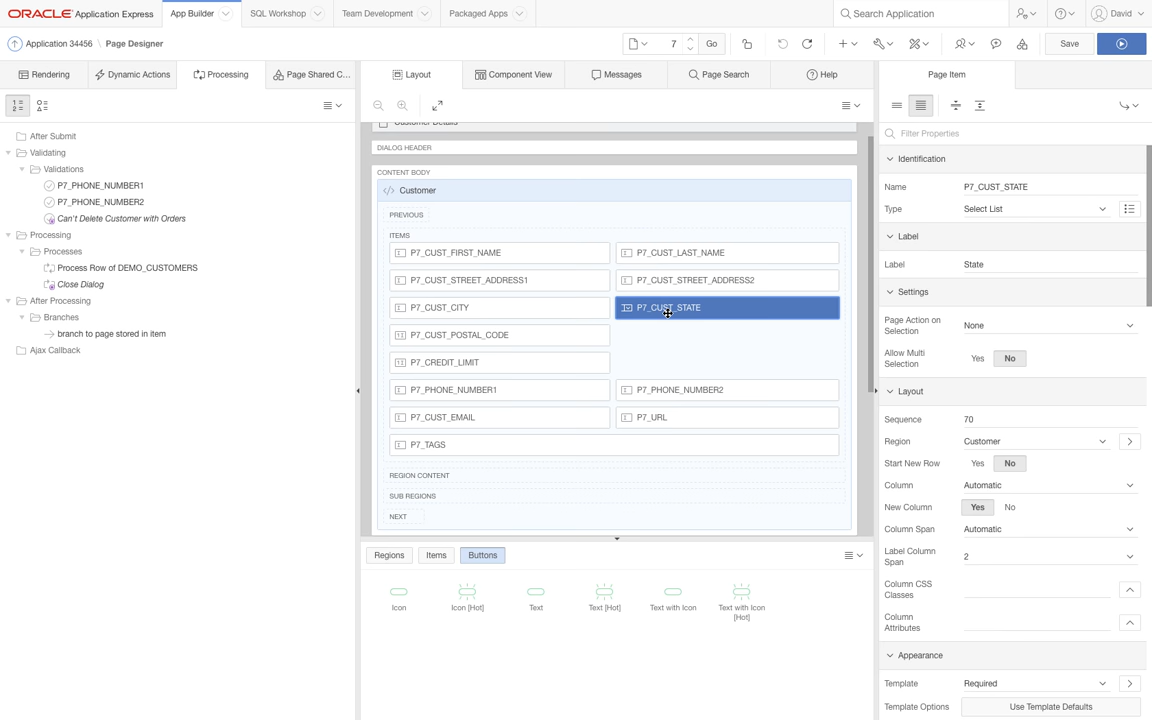 ORACLE Application Express
App Builder
SQL Workshop
Team Development
Packaged Apps
Search Application
David
Application 34456
Page Designer
7
Go
Save
Rendering
Dynamic Actions
Processing
Page Shared C...
Layout
Component View
Messages
Page Search
Help
Page Item
After Submit
Validating
Validations
P7_PHONE_NUMBER1
P7_PHONE_NUMBER2
Can't Delete Customer with Orders
Processing
Processes
Process Row of DEMO_CUSTOMERS
Close Dialog
After Processing
Branches
branch to page stored in item
Ajax Callback
Customer Details
DIALOG HEADER
CONTENT BODY
Customer
PREVIOUS
ITEMS
P7_CUST_FIRST_NAME
P7_CUST_LAST_NAME
P7_CUST_STREET_ADDRESS1
P7_CUST_STREET_ADDRESS2
P7_CUST_CITY
P7_CUST_STATE
P7_CUST_POSTAL_CODE
P7_CREDIT_LIMIT
P7_PHONE_NUMBER1
P7_PHONE_NUMBER2
P7_CUST_EMAIL
P7_URL
P7_TAGS
REGION CONTENT
SUB REGIONS
NEXT
Regions
Items
Buttons
Icon
Icon [Hot]
Text
Text [Hot]
Text with Icon
Text with Icon
[Hot]
Filter Properties
Identification
Name
P7_CUST_STATE
Type
Select List
Label
Label
State
Settings
Page Action on
Selection
None
Allow Multi
Selection
Yes
No
Layout
Sequence
70
Region
Customer
Start New Row
Yes
No
Column
Automatic
New Column
Yes
No
Column Span
Automatic
Label Column
Span
2
Column CSS
Classes
Column
Attributes
Appearance
Template
Required
Template Options
Use Template Defaults